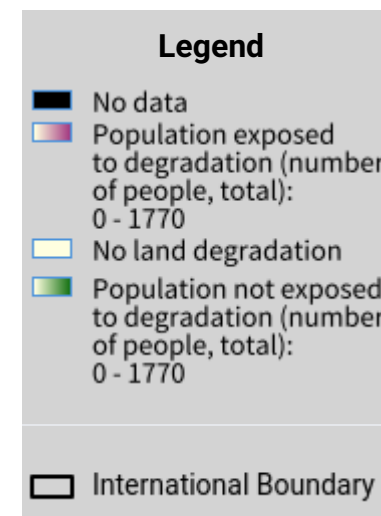 Legend
No data
Population exposed
to degradation (number
of people, total):
0 - 1770
No land degradation
Population not exposed
to degradation (number
of people, total):
0 - 1770
International Boundary